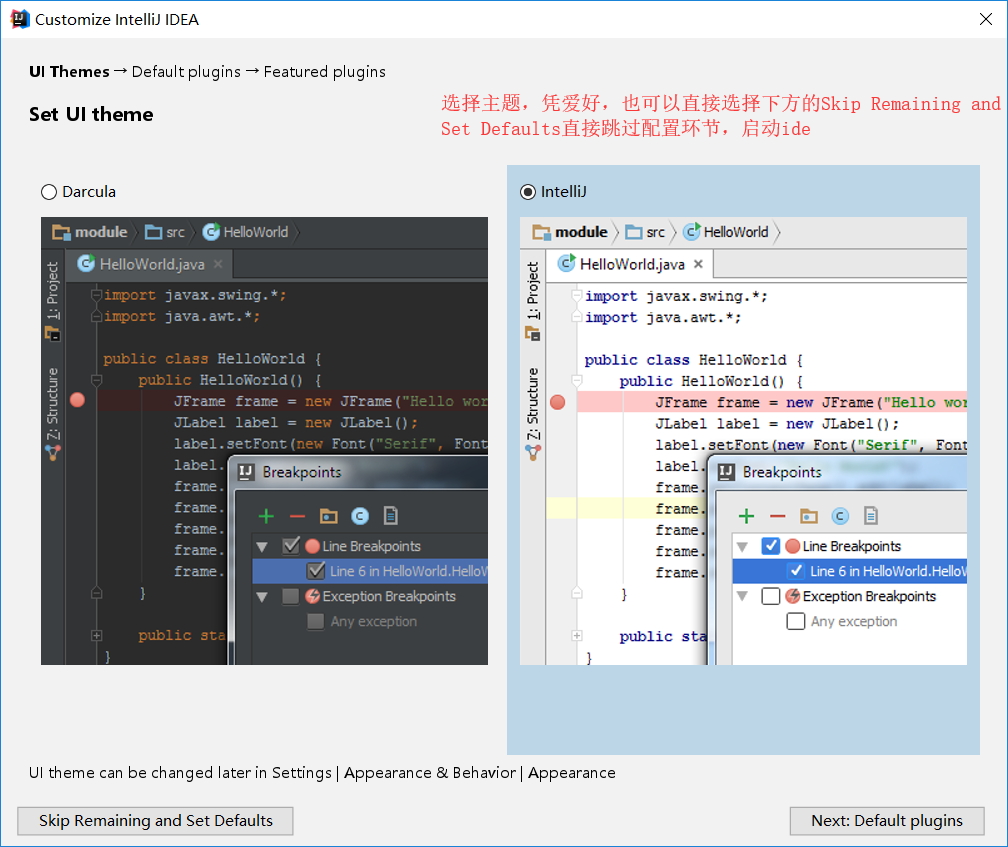 Customize IntelliJ IDEA
UI Themes → Default plugins → Featured plugins
Set UI theme
选择主题，凭爱好，也可以直接选择下方的Skip Remaining and
Set Defaults直接跳过配置环节，启动ide
Darcula
module src HelloWorld
HelloWorld.java
1: Project
Z: Structure
import javax.swing.*;
import java.awt.*;
public class HelloWorld {
public HelloWorld() {
JFrame frame = new JFrame("Hello wor
JLabel label = new JLabel();
label.setFont(new Font("Serif", Font
label.
frame.
frame.
frame.
frame.
frame.
}
public sta
}
Breakpoints
Line Breakpoints
Line 6 in HelloWorld.HelloW
Exception Breakpoints
Any exception
IntelliJ
module src HelloWorld
HelloWorld.java
1: Project
Z: Structure
import javax.swing.*;
import java.awt.*;
public class HelloWorld {
public HelloWorld() {
JFrame frame = new JFrame("Hello wor
JLabel label = new JLabel();
label.setFont(new Font("Serif", Font
label.
frame.
frame.
frame.
frame.
frame.
}
public sta
}
Breakpoints
Line Breakpoints
Line 6 in HelloWorld.HelloW
Exception Breakpoints
Any exception
UI theme can be changed later in Settings | Appearance & Behavior | Appearance
Skip Remaining and Set Defaults
Next: Default plugins